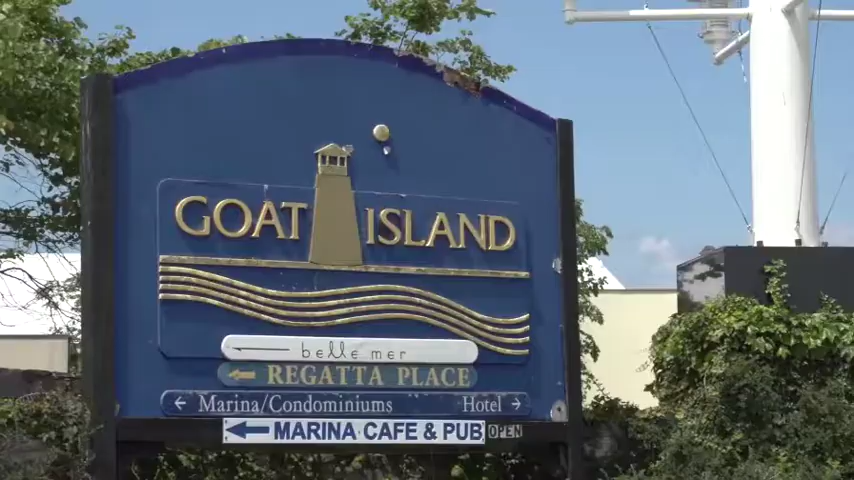 GOAT ISLAND
belle mer
REGATTA PLACE
Marina/Condominiums Hotel
MARINA CAFE & PUB OPEN